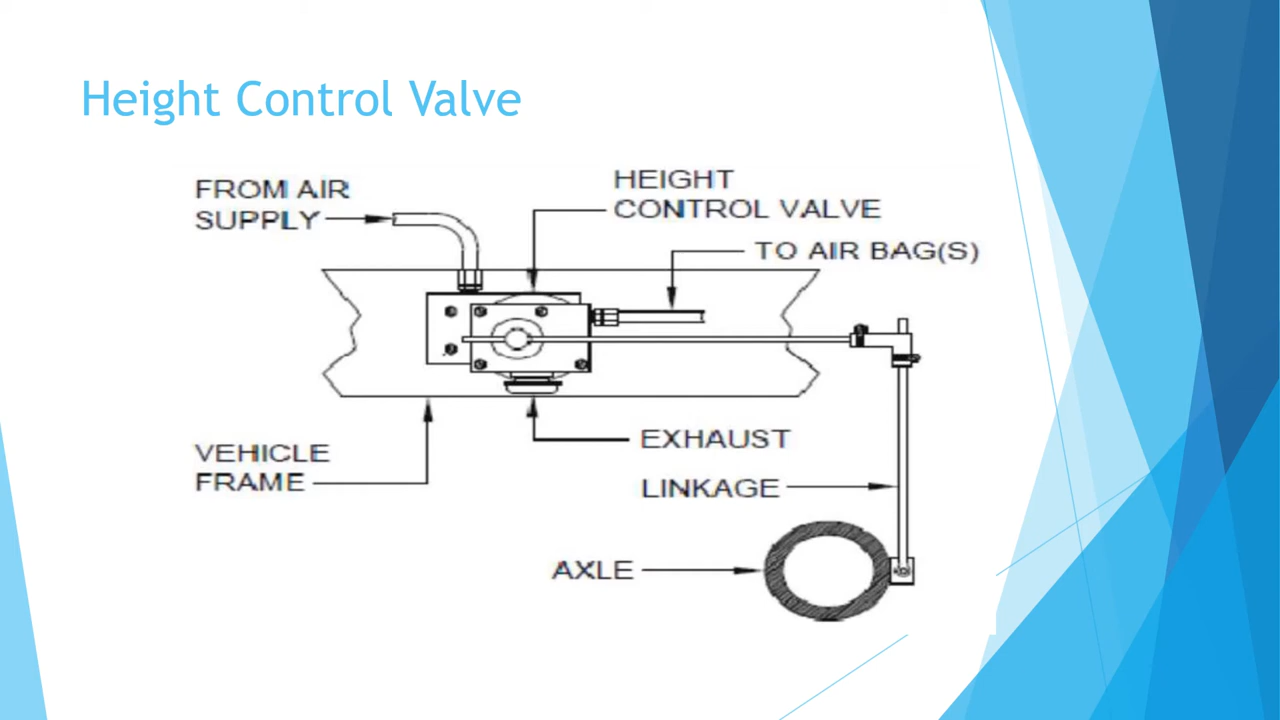 Height Control Valve
FROM AIR
SUPPLY
HEIGHT
CONTROL VALVE
TO AIR BAG(S)
VEHICLE
FRAME
EXHAUST
LINKAGE
AXLE